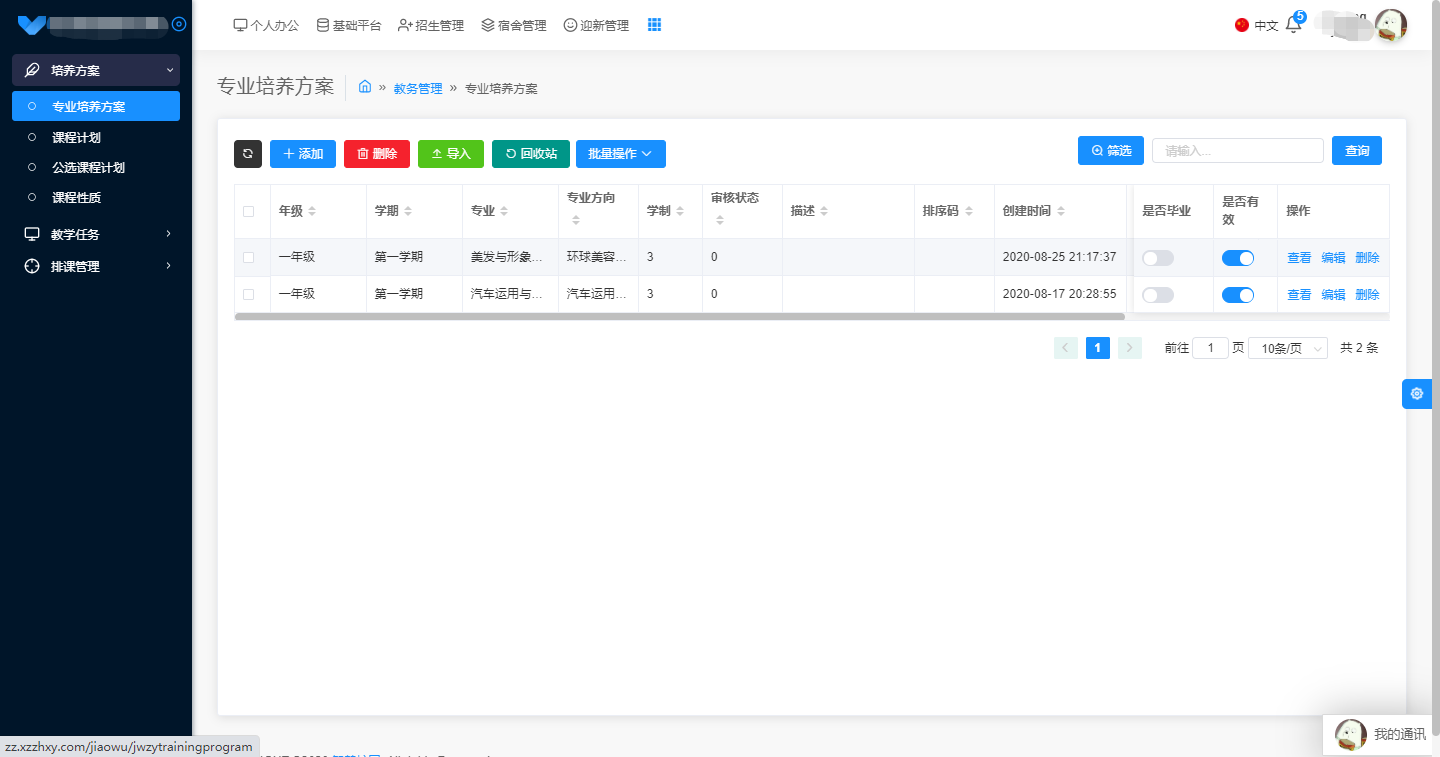 个人办公 基础平台 招生管理 宿舍管理 迎新管理 中文 5
培养方案
专业培养方案
课程计划
公选课程计划
课程性质
教学任务
排课管理
专业培养方案 » 教务管理 » 专业培养方案
添加 删除 导入 回收站 批量操作 筛选 请输入... 查询
年级 学期 专业 专业方向 学制 审核状态 描述 排序码 创建时间 是否毕业 是否有效 操作
一年级 第一学期 美发与形象... 环球美容... 3 0 2020-08-25 21:17:37 查看 编辑 删除
一年级 第一学期 汽车运用与... 汽车运用... 3 0 2020-08-17 20:28:55 查看 编辑 删除
1 前往 1 页 10条/页 共 2 条
我的通讯
zz.xzzhxy.com/jiaowu/jwzytrainingprogram